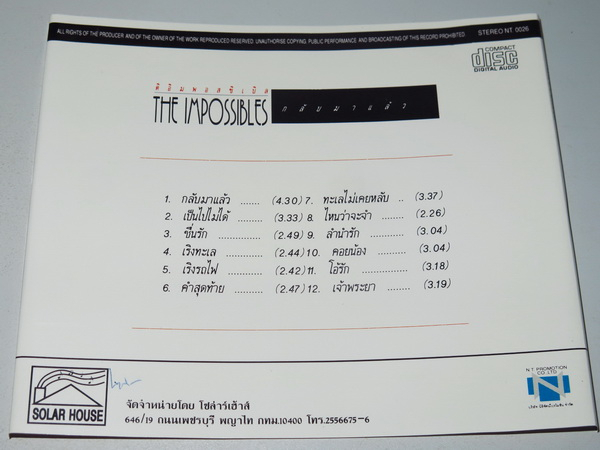 ALL RIGHTS OF THE PRODUCER AND OF THE OWNER OF THE WORK REPRODUCED RESERVED. UNAUTHORISE COPYING, PUBLIC PERFORMANCE AND BROADCASTING OF THIS RECORD PROHIBITED
STEREO NT 0026
COMPACT
disc
DIGITAL AUDIO
ดิอิมพอสซิเบิล
THE IMPOSSIBLES
กลับมาแล้ว
1. กลับมาแล้ว ....... (4.30)
2. เป็นไปไม่ได้ .......... (3.33)
3. ชื่นรัก ............... (2.49)
4. เริงทะเล ............ (2.44)
5. เริงรถไฟ ........... (2.42)
6. คำสุดท้าย .......... (2.47)
7. ทะเลไม่เคยหลับ .. (3.37)
8. ไหนว่าจะจำ ........ (2.26)
9. ลำนำรัก ........... (3.04)
10. คอยน้อง .......... (3.04)
11. โอ้รัก ............. (3.18)
12. เจ้าพระยา ........ (3.19)
SOLAR HOUSE
จัดจำหน่ายโดย โซล่าร์เฮ้าส์
646/19 ถนนเพชรบุรี พญาไท กทม.10400 โทร.2556675-6
N.T. PROMOTION
CO.,LTD.
N